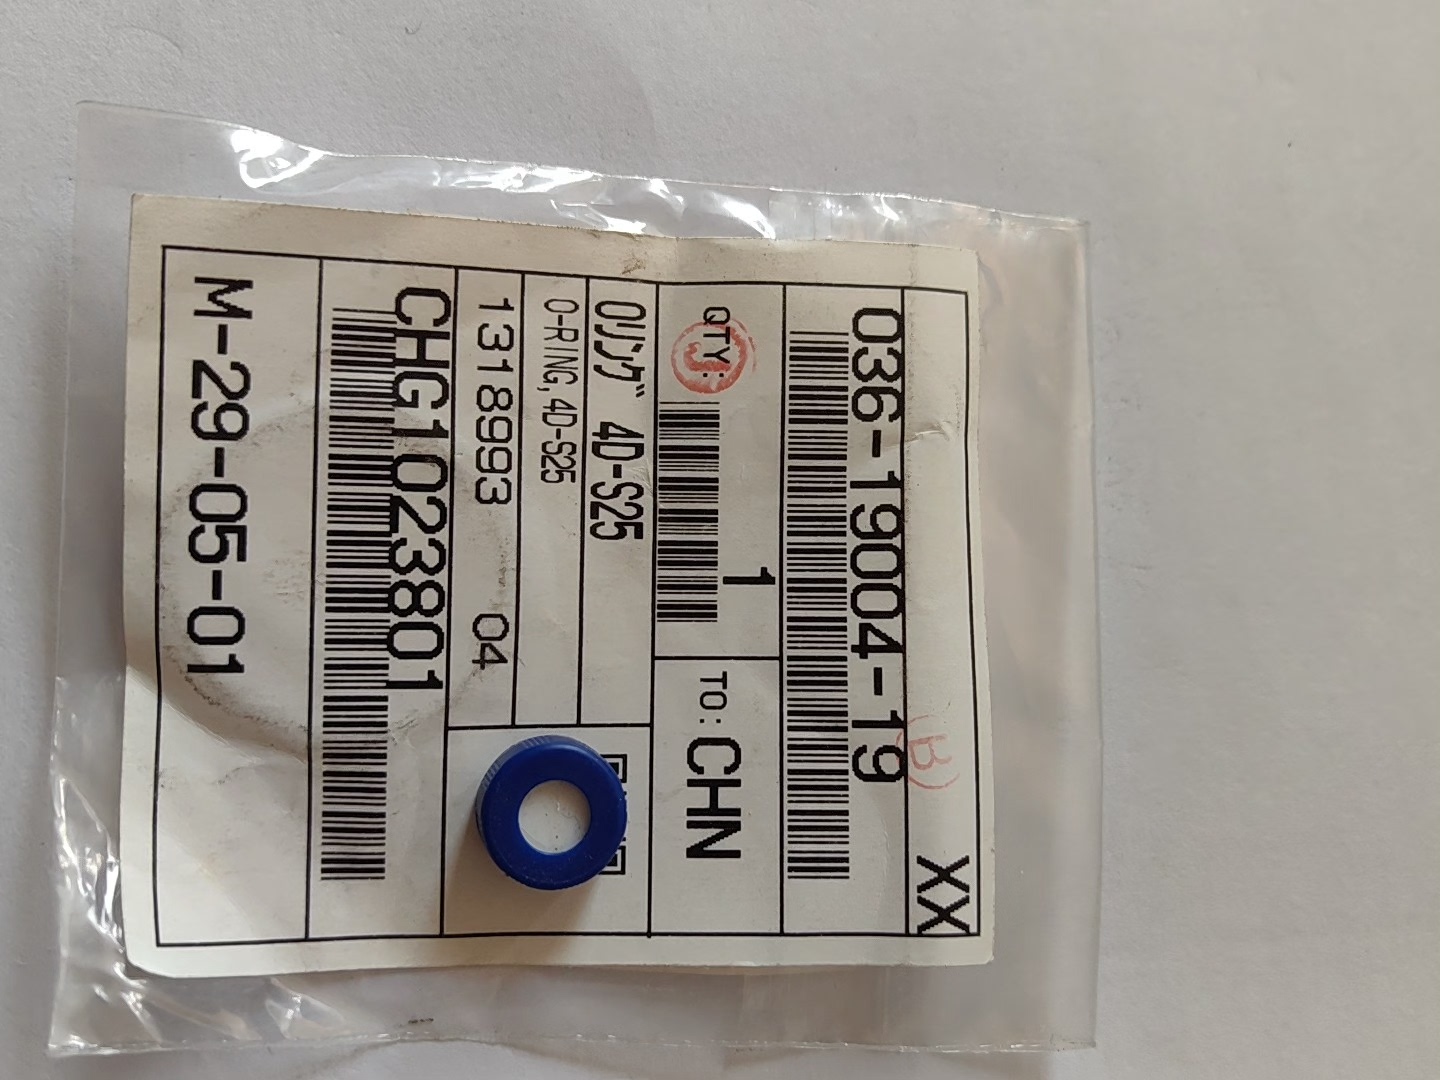 XX
036-19004-19
(B)
QTY: 1
TO: CHN
Oリング 4D-S25
O-RING, 4D-S25
1318993 04
CHG1023801
M-29-05-01